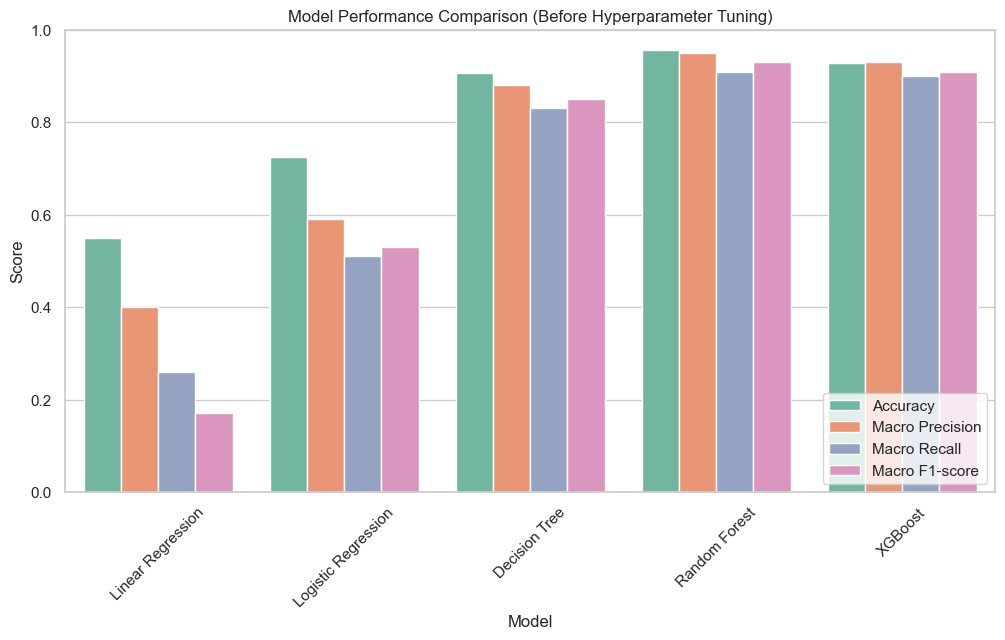 Model Performance Comparison (Before Hyperparameter Tuning)
Score
1.0
0.8
0.6
0.4
0.2
0.0
Accuracy
Macro Precision
Macro Recall
Macro F1-score
Linear Regression
Logistic Regression
Decision Tree
Random Forest
XGBoost
Model